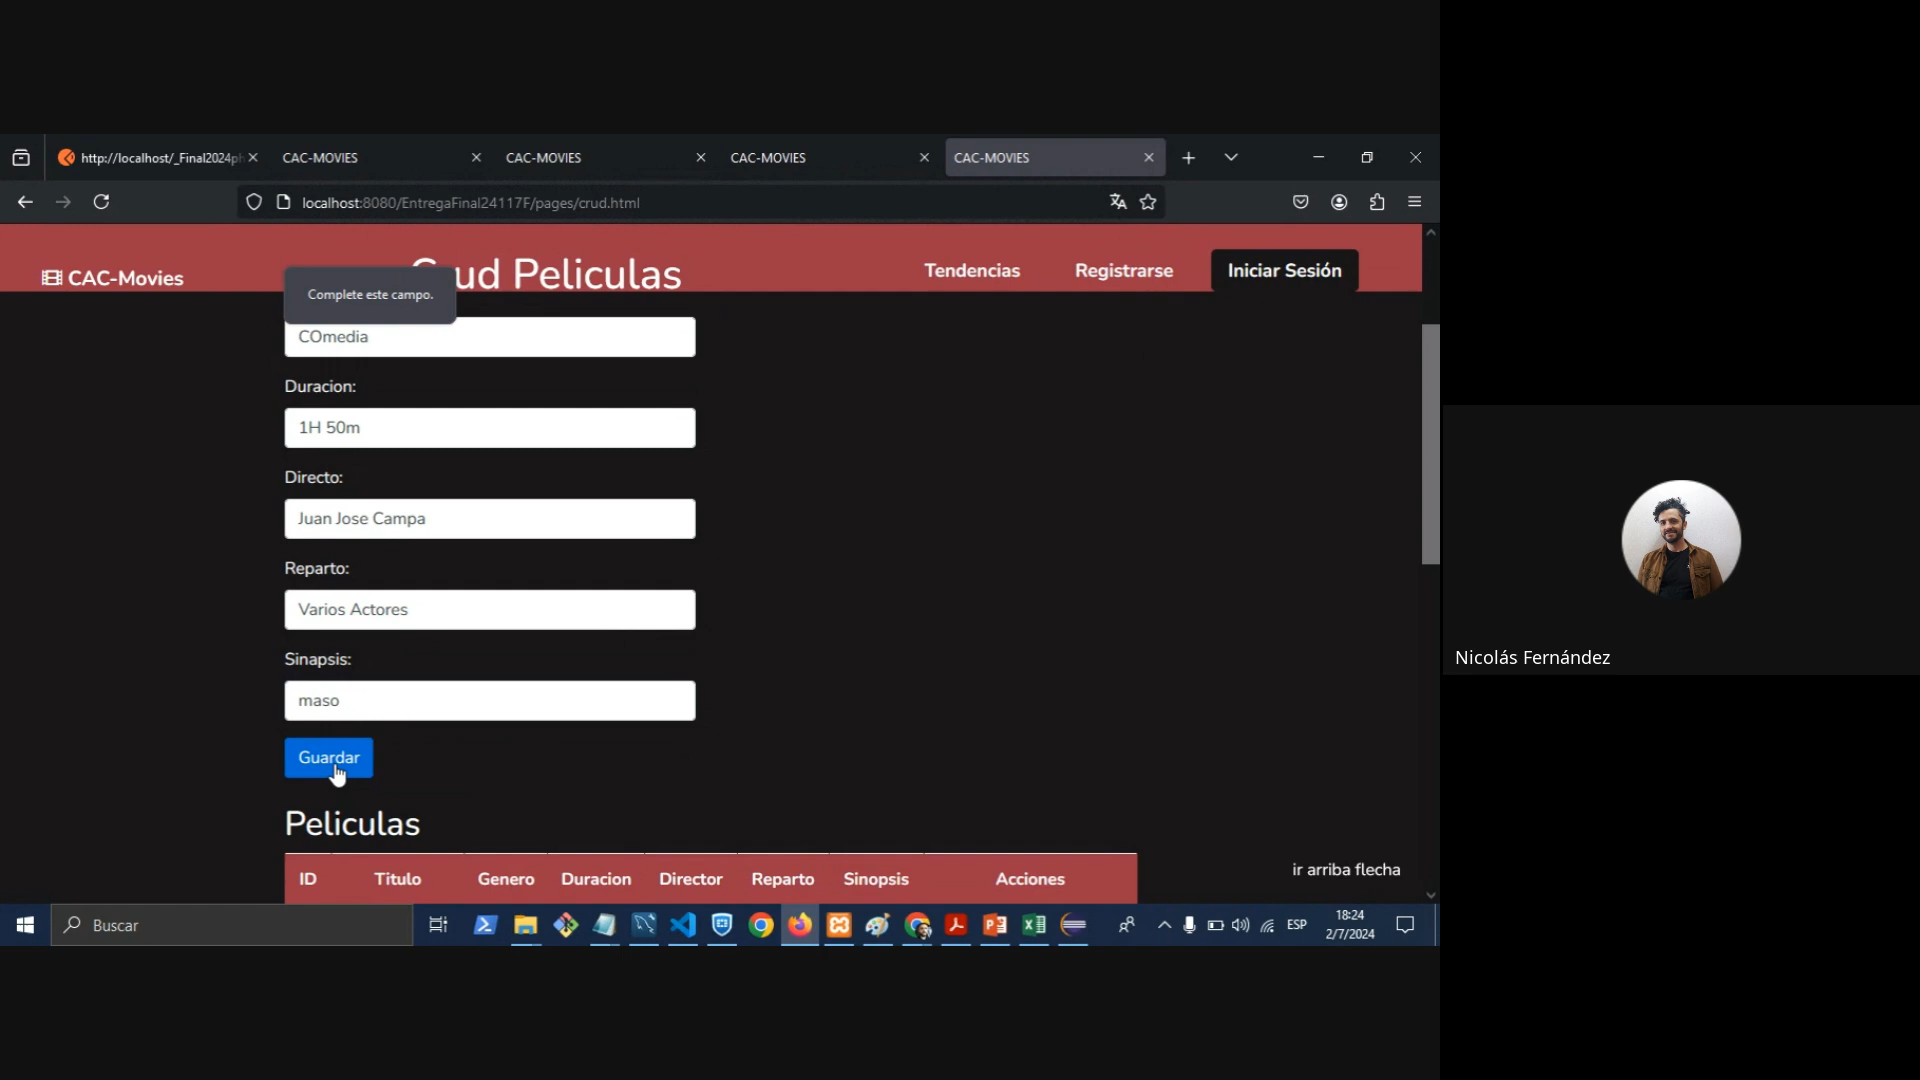 http://localhost/_Final2024ph
CAC-MOVIES
CAC-MOVIES
CAC-MOVIES
CAC-MOVIES
localhost:8080/EntregaFinal24117F/pages/crud.html
CAC-Movies
Crud Peliculas
Tendencias
Registrarse
Iniciar Sesión
Complete este campo.
COmedia
Duracion:
1H 50m
Directo:
Juan Jose Campa
Reparto:
Varios Actores
Sinapsis:
maso
Guardar
Peliculas
ID Titulo Genero Duracion Director Reparto Sinopsis Acciones
ir arriba flecha
Buscar
ESP
18:24
2/7/2024
Nicolás Fernández